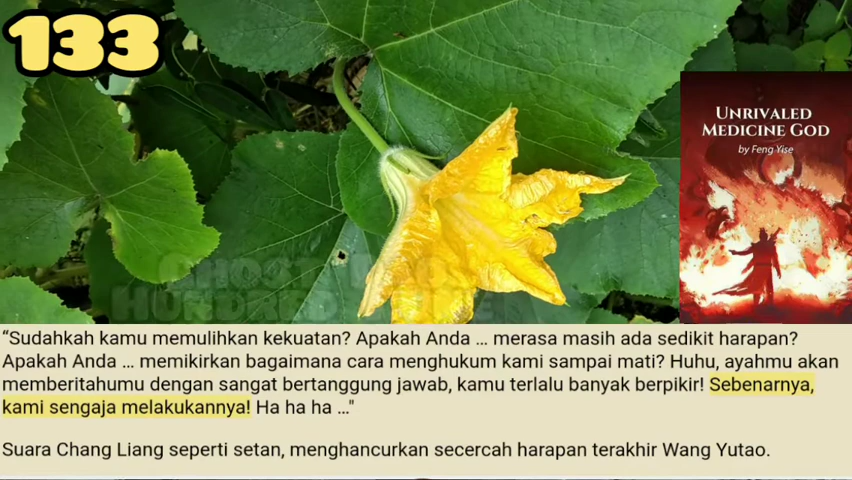 133
UNRIVALED
MEDICINE GOD
by Feng Yise
“Sudahkah kamu memulihkan kekuatan? Apakah Anda ... merasa masih ada sedikit harapan?
Apakah Anda ... memikirkan bagaimana cara menghukum kami sampai mati? Huhu, ayahmu akan
memberitahumu dengan sangat bertanggung jawab, kamu terlalu banyak berpikir! Sebenarnya,
kami sengaja melakukannya! Ha ha ha ..."
Suara Chang Liang seperti setan, menghancurkan secercah harapan terakhir Wang Yutao.